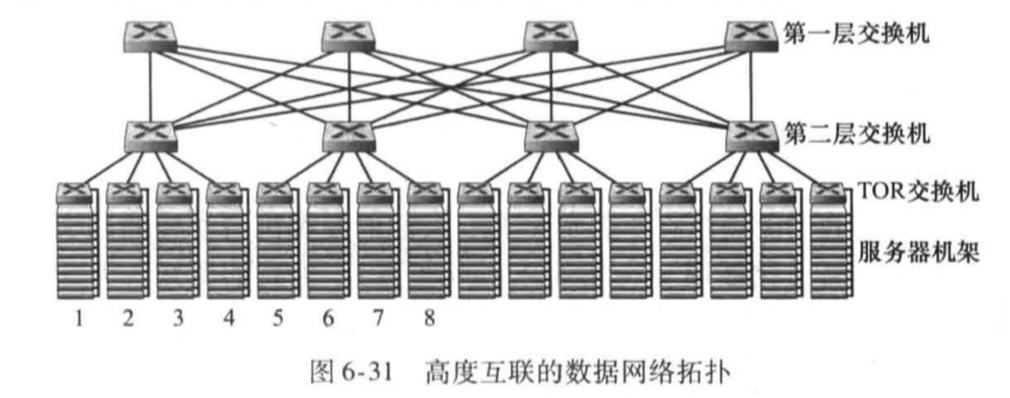 第一层交换机
第二层交换机
TOR交换机
服务器机架
1 2 3 4 5 6 7 8
图6-31 高度互联的数据网络拓扑